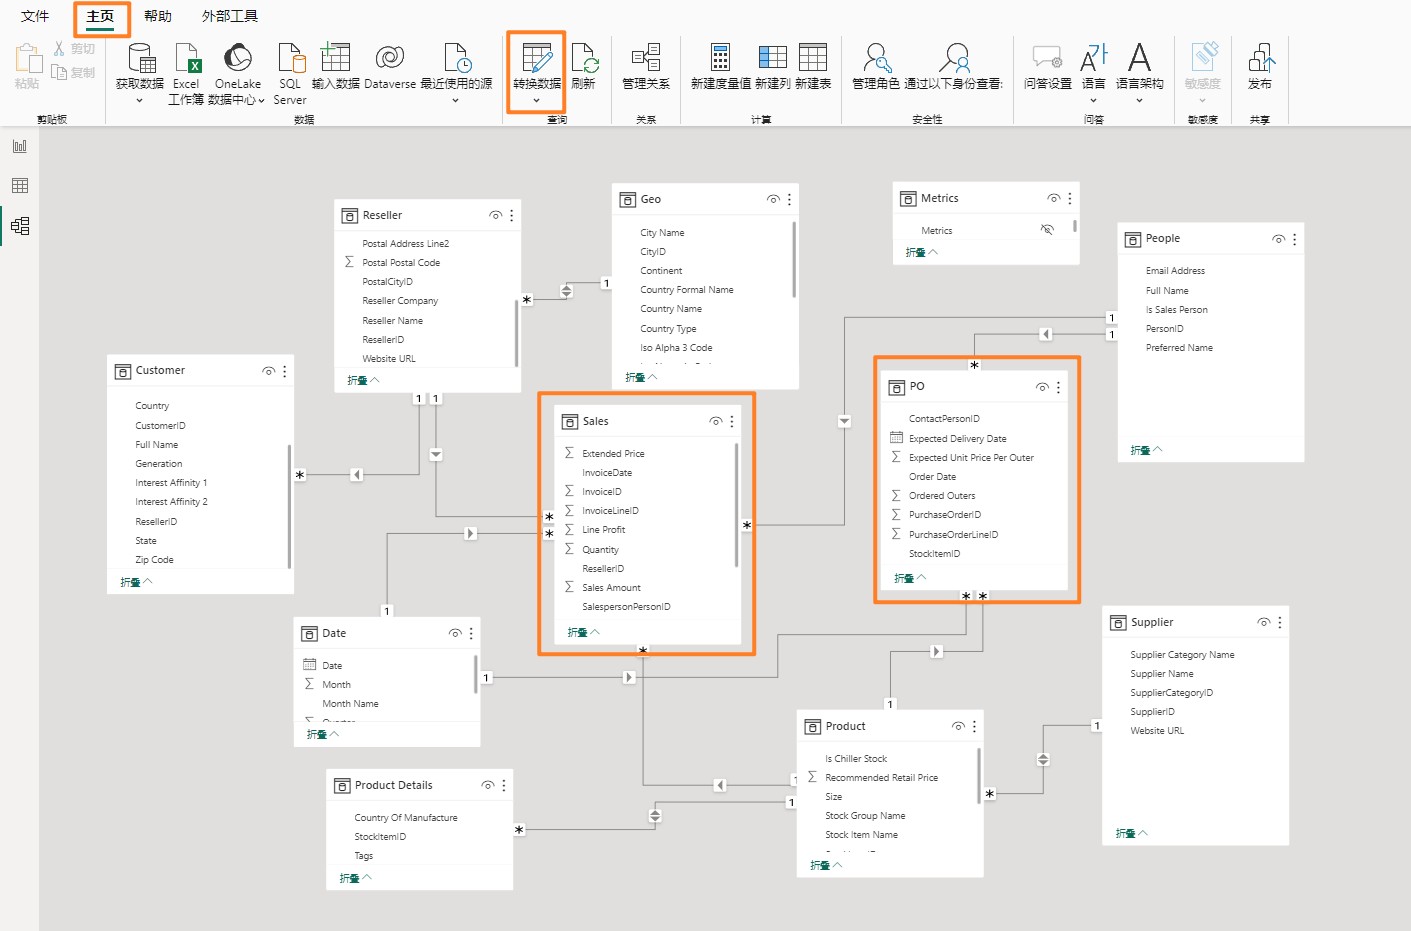 文件 主页 帮助 外部工具
粘贴 剪切 复制 获取数据 Excel 工作簿 OneLake 数据中心 SQL Server 输入数据 Dataverse 最近使用的源 转换数据 刷新 管理关系 新建度量值 新建列 新建表 管理角色 通过以下身份查看: 问答设置 语言 语言架构 敏感度 发布
剪贴板 数据 查询 关系 计算 安全性 问答 敏感度 共享
Reseller
Postal Address Line2
Postal Postal Code
PostalCityID
Reseller Company
Reseller Name
ResellerID
Website URL
折叠
Geo
City Name
CityID
Continent
Country Formal Name
Country Name
Country Type
Iso Alpha 3 Code
折叠
Metrics
Metrics
折叠
People
Email Address
Full Name
Is Sales Person
PersonID
Preferred Name
折叠
Customer
Country
CustomerID
Full Name
Generation
Interest Affinity 1
Interest Affinity 2
ResellerID
State
Zip Code
折叠
Sales
Extended Price
InvoiceDate
InvoiceID
InvoiceLineID
Line Profit
Quantity
ResellerID
Sales Amount
SalespersonPersonID
折叠
PO
ContactPersonID
Expected Delivery Date
Expected Unit Price Per Outer
Order Date
Ordered Outers
PurchaseOrderID
PurchaseOrderLineID
StockItemID
折叠
Date
Date
Month
Month Name
折叠
Supplier
Supplier Category Name
Supplier Name
SupplierCategoryID
SupplierID
Website URL
折叠
Product
Is Chiller Stock
Recommended Retail Price
Size
Stock Group Name
Stock Item Name
折叠
Product Details
Country Of Manufacture
StockItemID
Tags
折叠